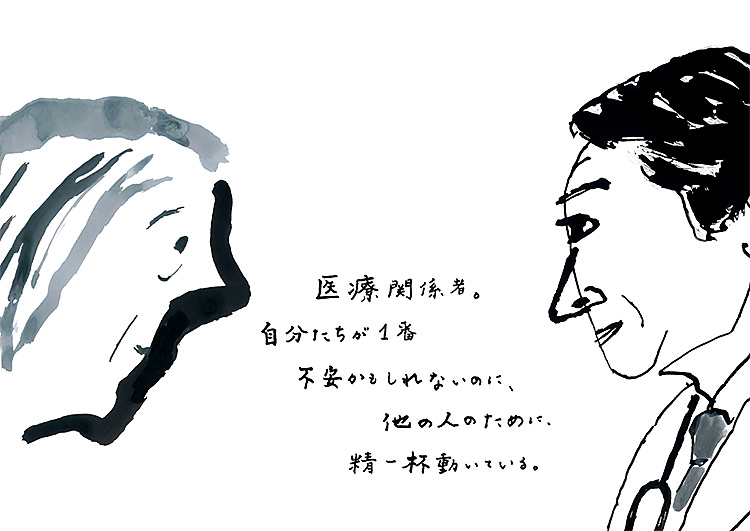 医療関係者。
自分たちが1番
不安かもしれないのに、
他の人のために、
精一杯動いている。